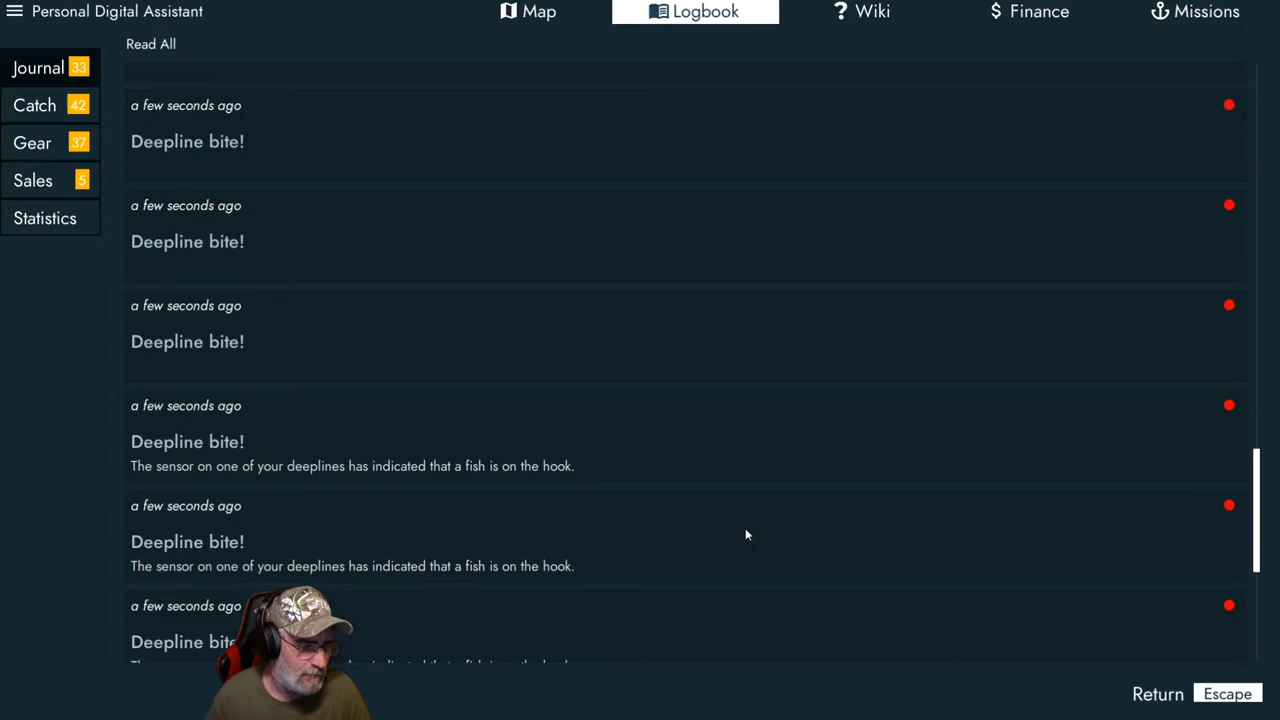 Personal Digital Assistant
Map
Logbook
? Wiki
$ Finance
Missions
Read All
Journal 33
Catch 42
Gear 37
Sales 5
Statistics
a few seconds ago
Deepline bite!
a few seconds ago
Deepline bite!
a few seconds ago
Deepline bite!
a few seconds ago
Deepline bite!
The sensor on one of your deeplines has indicated that a fish is on the hook.
a few seconds ago
Deepline bite!
The sensor on one of your deeplines has indicated that a fish is on the hook.
a few seconds ago
Deepline
Return Escape